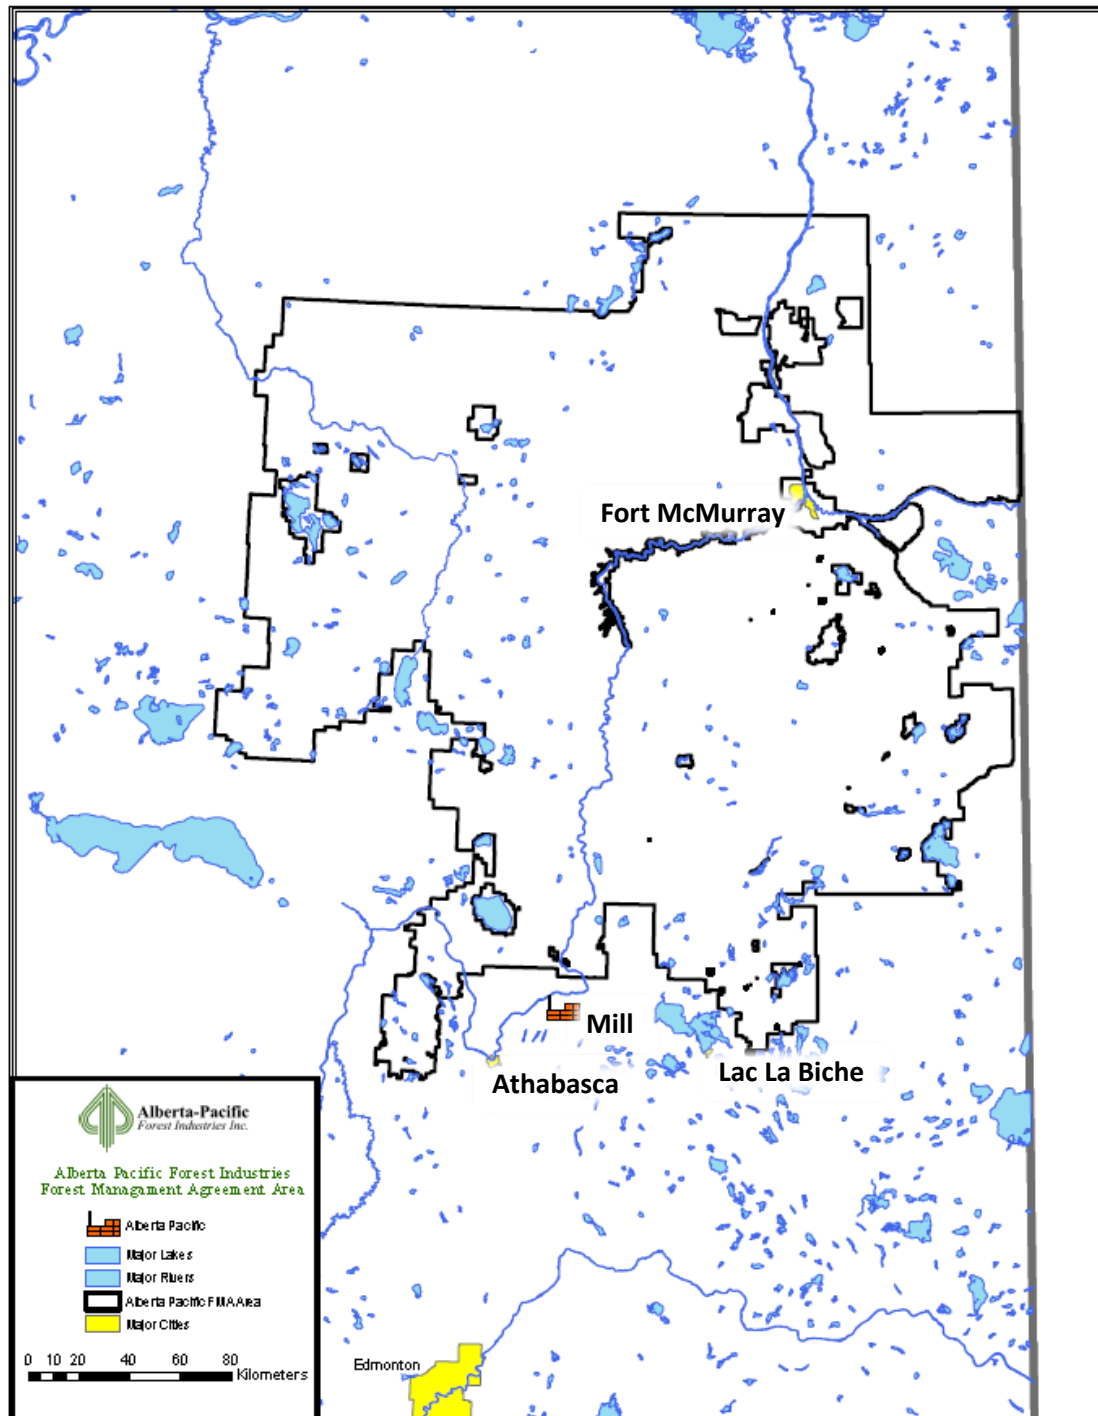 Fort McMurray
Mill
Athabasca
Lac La Biche
Alberta-Pacific
Forest Industries Inc.
Alberta Pacific Forest Industries
Forest Managament Agreement Area
Alberta Pacific
Major Lakes
Major Rivers
Alberta Pacific FMA Area
Major Cities
0 10 20 40 60 80
Kilometers
Edmonton